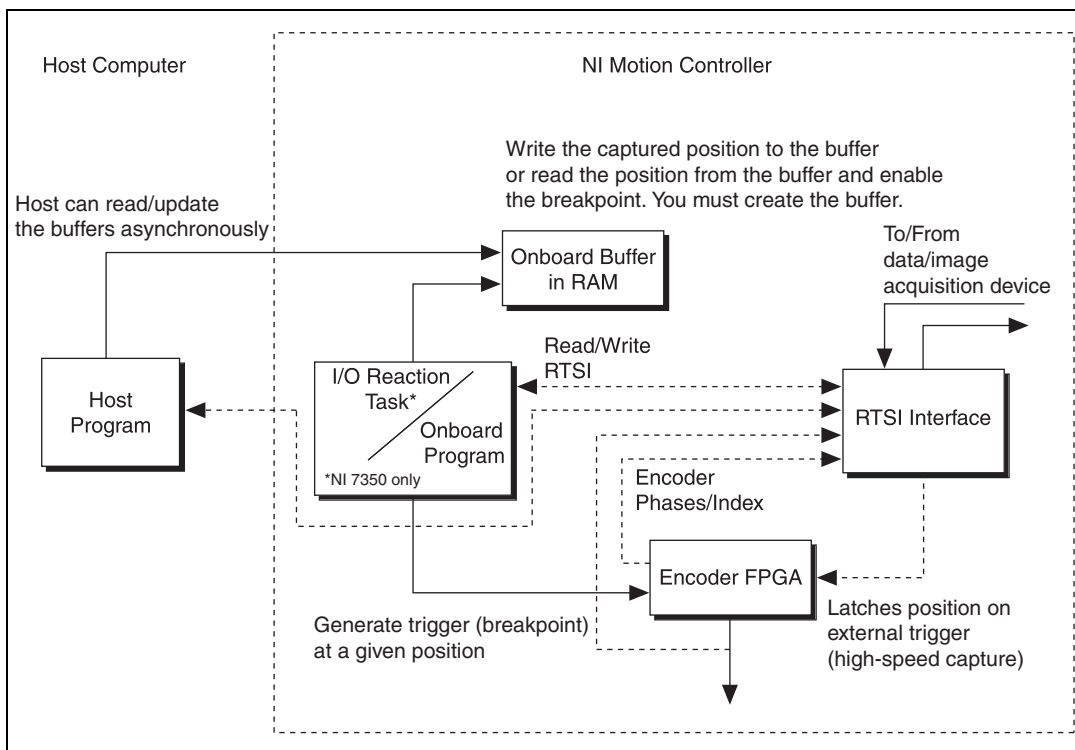 Host Computer
NI Motion Controller
Write the captured position to the buffer
or read the position from the buffer and enable
the breakpoint. You must create the buffer.
Host can read/update
the buffers asynchronously
To/From
data/image
acquisition device
Onboard Buffer
in RAM
Read/Write
RTSI
I/O Reaction
Task*
Onboard
Program
*NI 7350 only
Host
Program
RTSI Interface
Encoder
Phases/Index
Encoder FPGA
Generate trigger (breakpoint)
at a given position
Latches position on
external trigger
(high-speed capture)